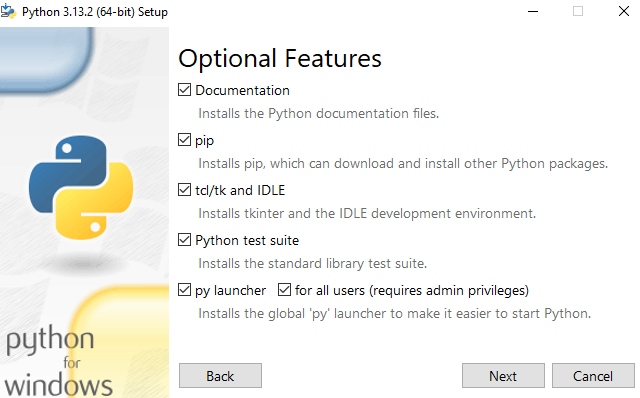 Python 3.13.2 (64-bit) Setup
Optional Features
Documentation
Installs the Python documentation files.
pip
Installs pip, which can download and install other Python packages.
tcl/tk and IDLE
Installs tkinter and the IDLE development environment.
Python test suite
Installs the standard library test suite.
py launcher for all users (requires admin privileges)
Installs the global 'py' launcher to make it easier to start Python.
python
for
windows
Back Next Cancel